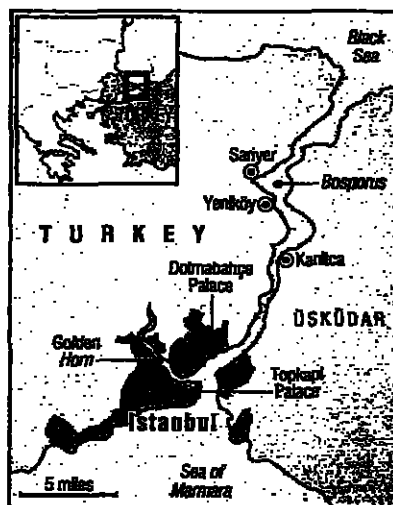 Black
Sea
Sariyer
Bosporus
Yeniköy
TURKEY
Kanlica
Dolmabahçe
Palace
ÜSKÜDAR
Golden
Horn
Topkapi
Palace
Istanbul
Sea of
Marmara
5 miles